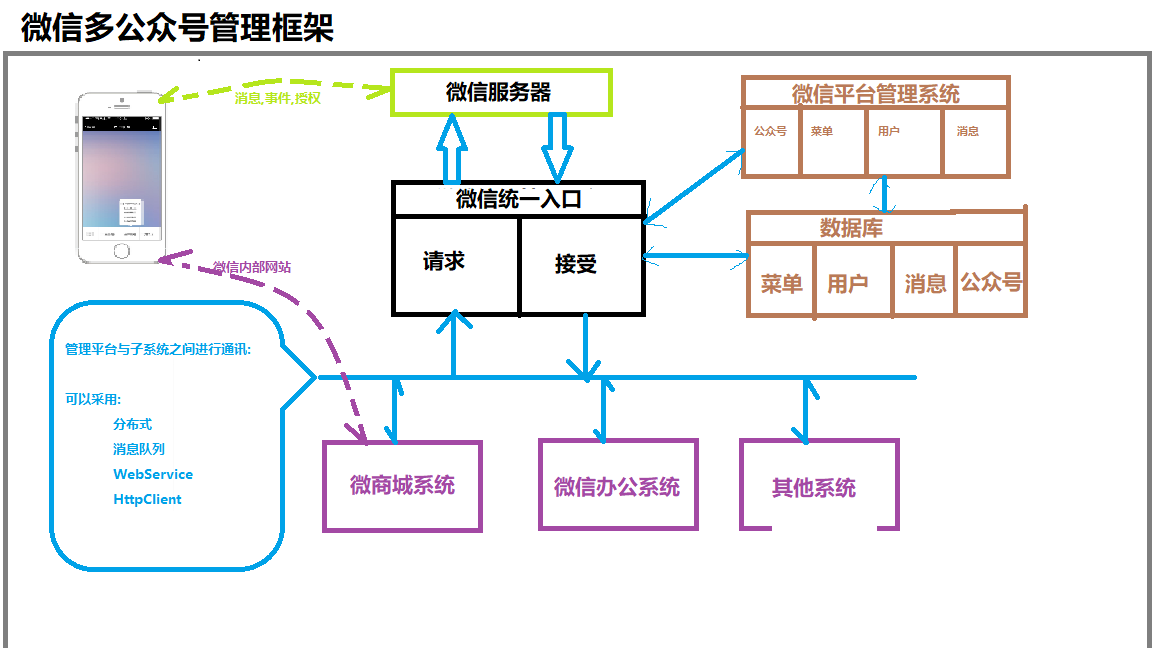 微信多公众号管理框架
消息,事件,授权
微信服务器
微信平台管理系统
公众号 菜单 用户 消息
微信统一入口
请求 接受
数据库
菜单 用户 消息 公众号
微信内部网站
管理平台与子系统之间进行通讯:
可以采用:
分布式
消息队列
WebService
HttpClient
微商城系统
微信办公系统
其他系统